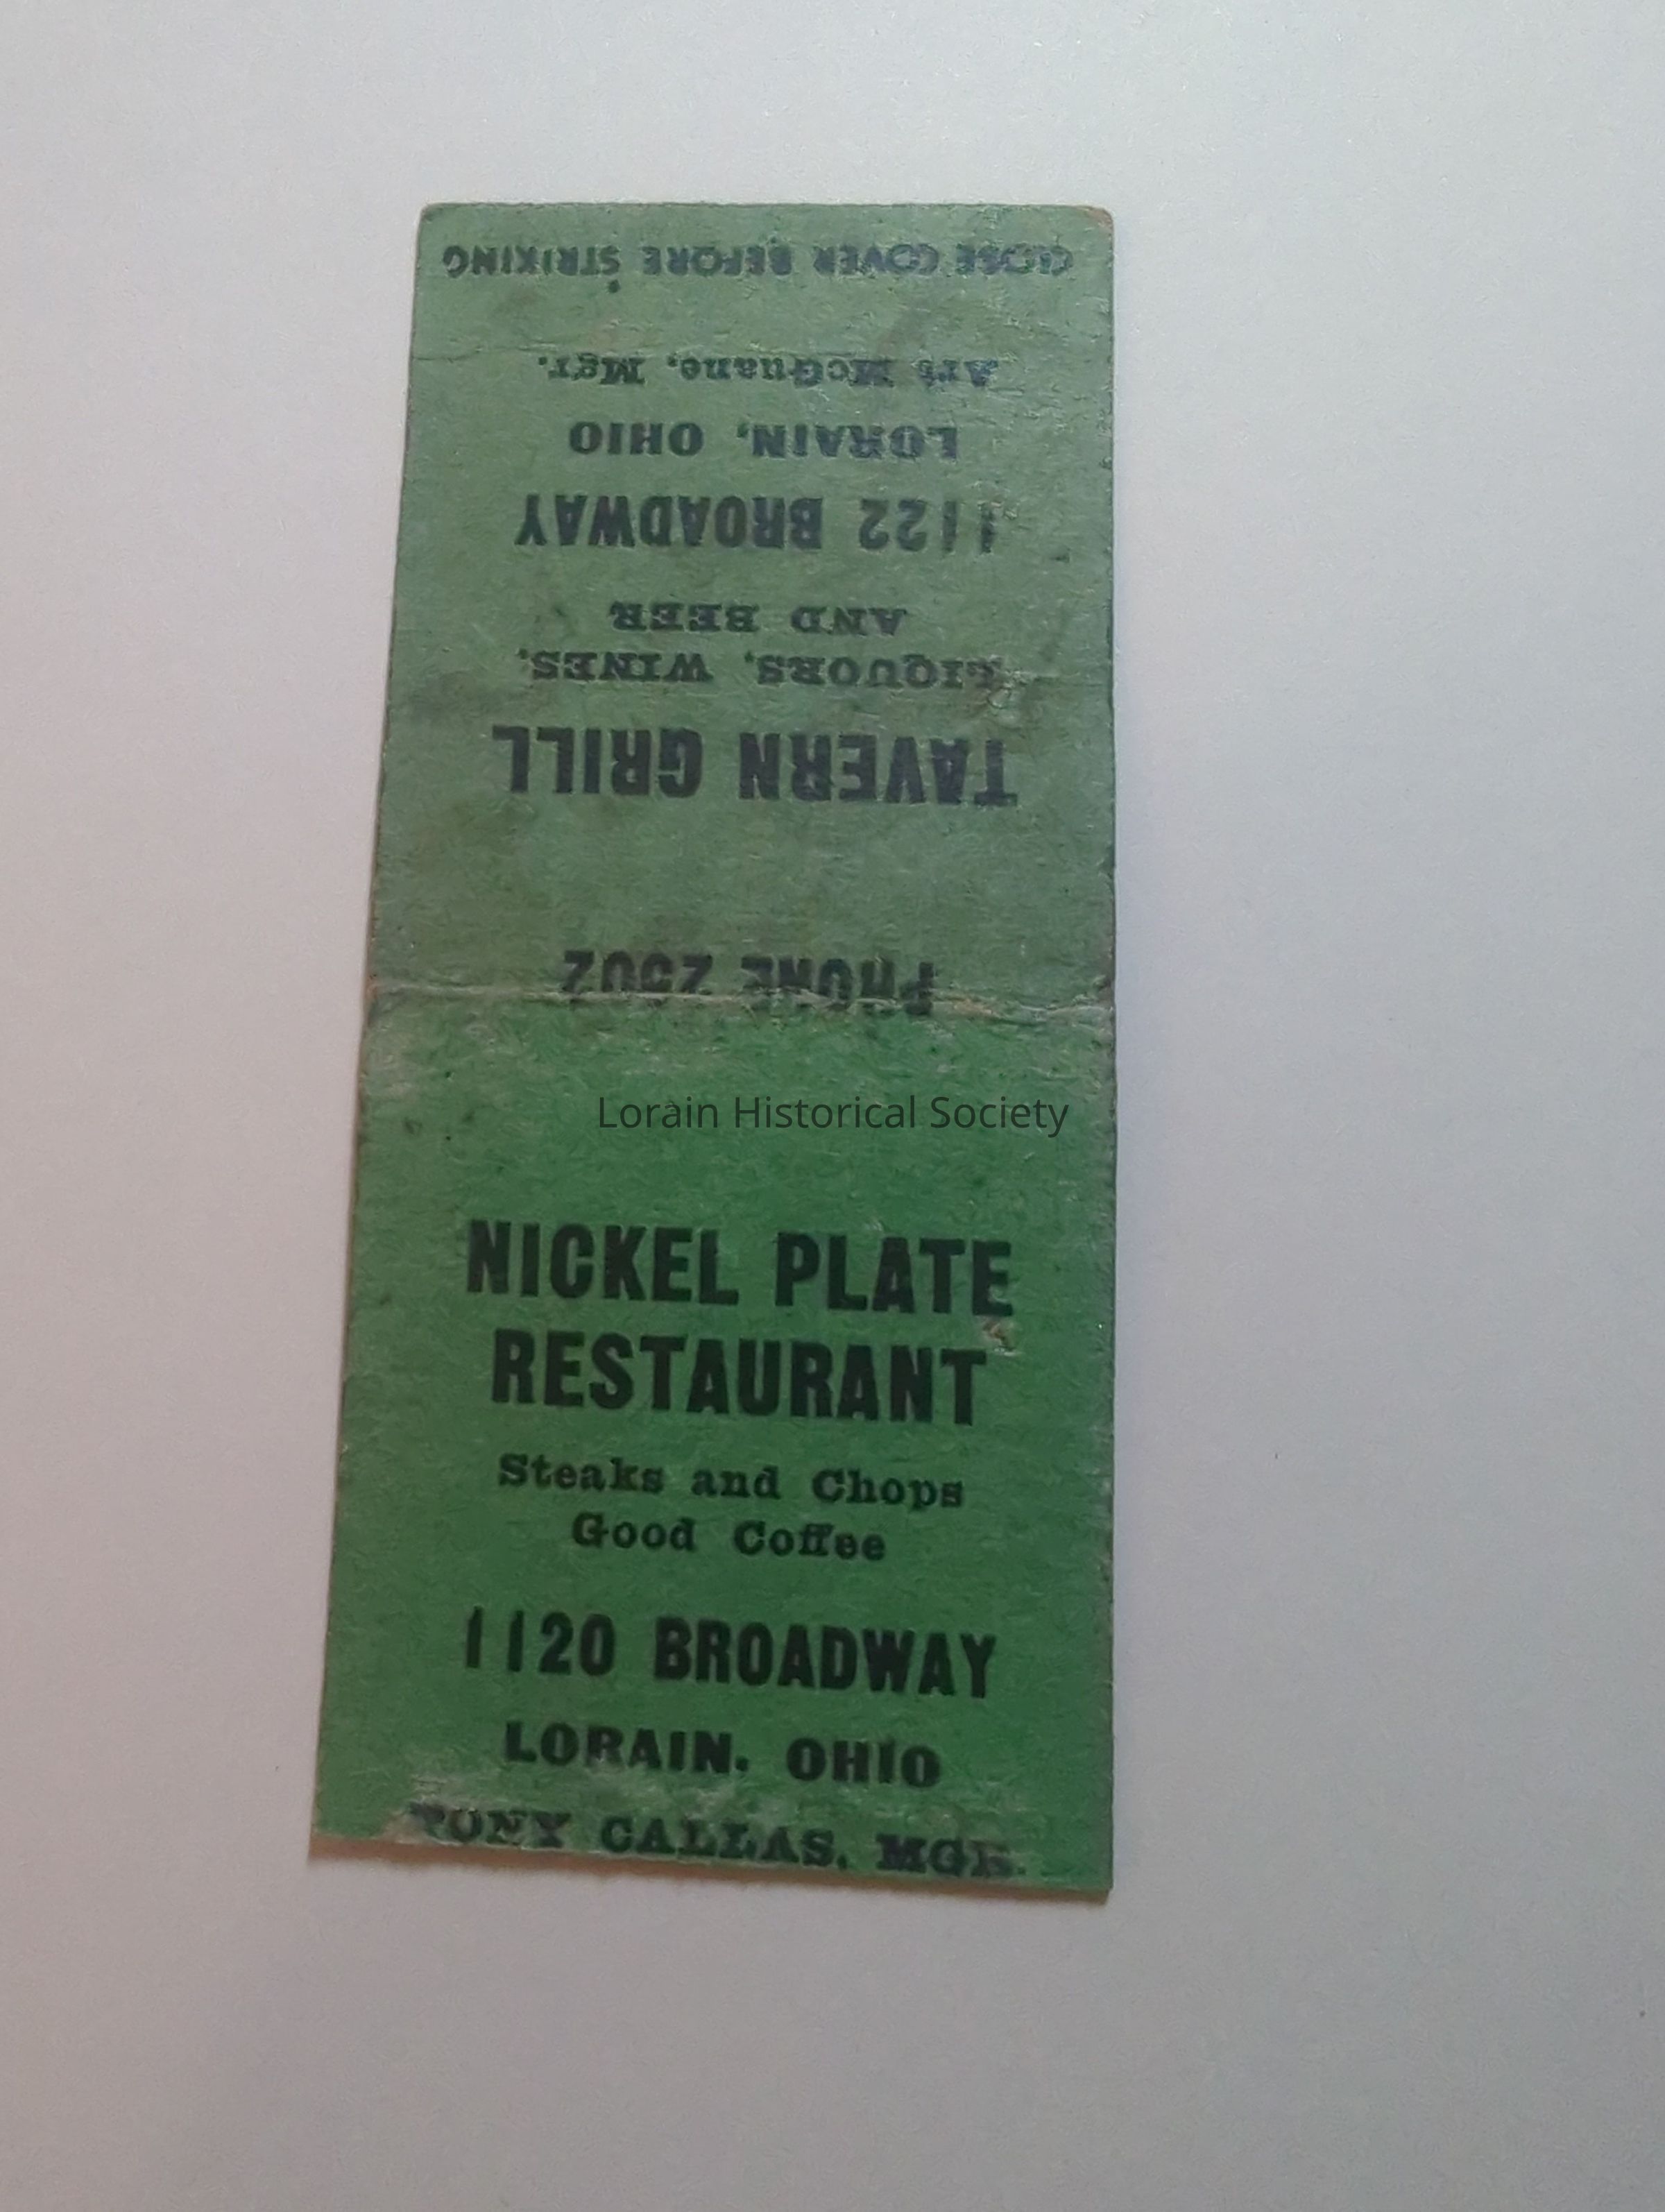 CLOSE COVER BEFORE STRIKING
Art McGuane, Mgr.
LORAIN, OHIO
1122 BROADWAY
AND BEER
LIQUORS, WINES,
TAVERN GRILL
PHONE 2502
Lorain Historical Society
NICKEL PLATE
RESTAURANT
Steaks and Chops
Good Coffee
1120 BROADWAY
LORAIN, OHIO
TONY CALLAS, MGR.